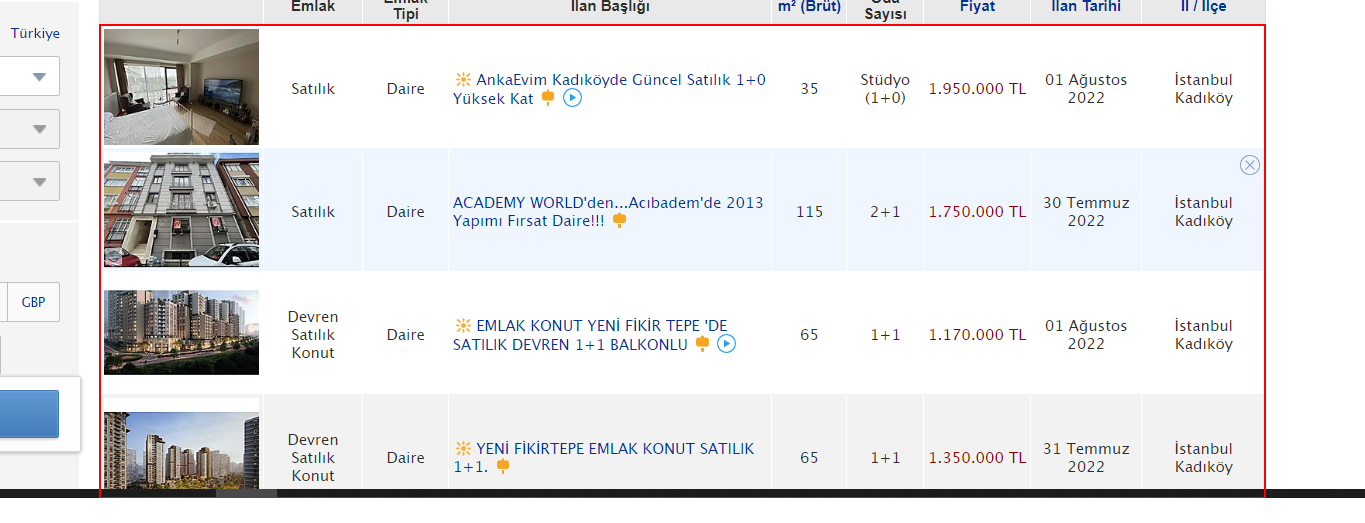 Emlak
Emlak
Tipi
İlan Başlığı
m² (Brüt)
Oda
Sayısı
Fiyat
İlan Tarihi
İl / İlçe
Türkiye
Satılık
Daire
AnkaEvim Kadıköyde Güncel Satılık 1+0
Yüksek Kat
35
Stüdyo
(1+0)
1.950.000 TL
01 Ağustos
2022
İstanbul
Kadıköy
Satılık
Daire
ACADEMY WORLD'den...Acıbadem'de 2013
Yapımı Fırsat Daire!!!
115
2+1
1.750.000 TL
30 Temmuz
2022
İstanbul
Kadıköy
GBP
Devren
Satılık
Konut
Daire
EMLAK KONUT YENİ FİKİR TEPE 'DE
SATILIK DEVREN 1+1 BALKONLU
65
1+1
1.170.000 TL
01 Ağustos
2022
İstanbul
Kadıköy
Devren
Satılık
Konut
Daire
YENİ FİKİRTEPE EMLAK KONUT SATILIK
1+1.
65
1+1
1.350.000 TL
31 Temmuz
2022
İstanbul
Kadıköy